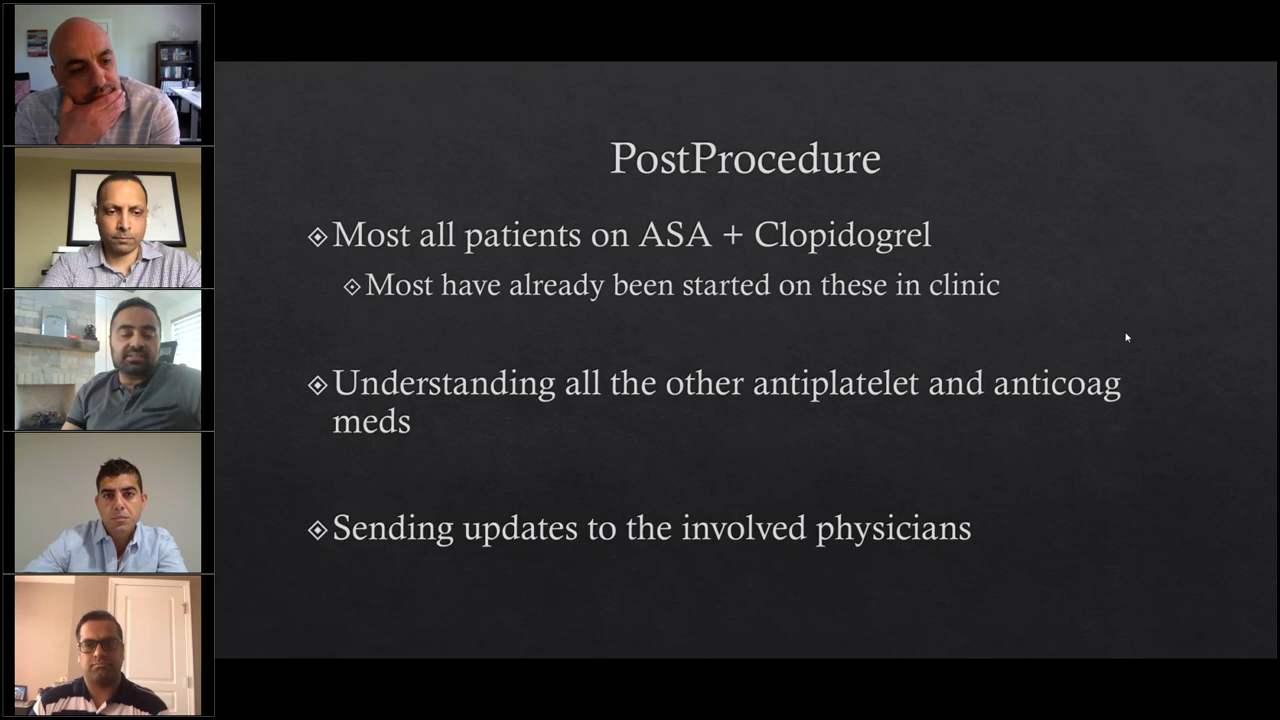 PostProcedure
Most all patients on ASA + Clopidogrel
Most have already been started on these in clinic
Understanding all the other antiplatelet and anticoag
meds
Sending updates to the involved physicians